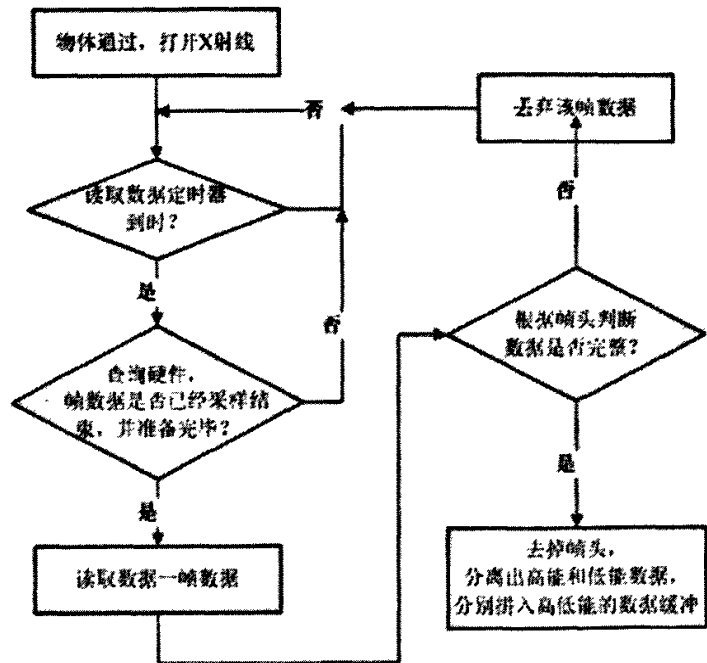 物体通过，打开X射线
否
丢弃该帧数据
读取数据定时器
到时？
否
是
否
根据帧头判断
数据是否完整？
查询硬件，
帧数据是否已经采样结
束，并准备完毕？
是
是
读取数据一帧数据
去掉帧头，
分离出高能和低能数据，
分别拼入高低能的数据缓冲